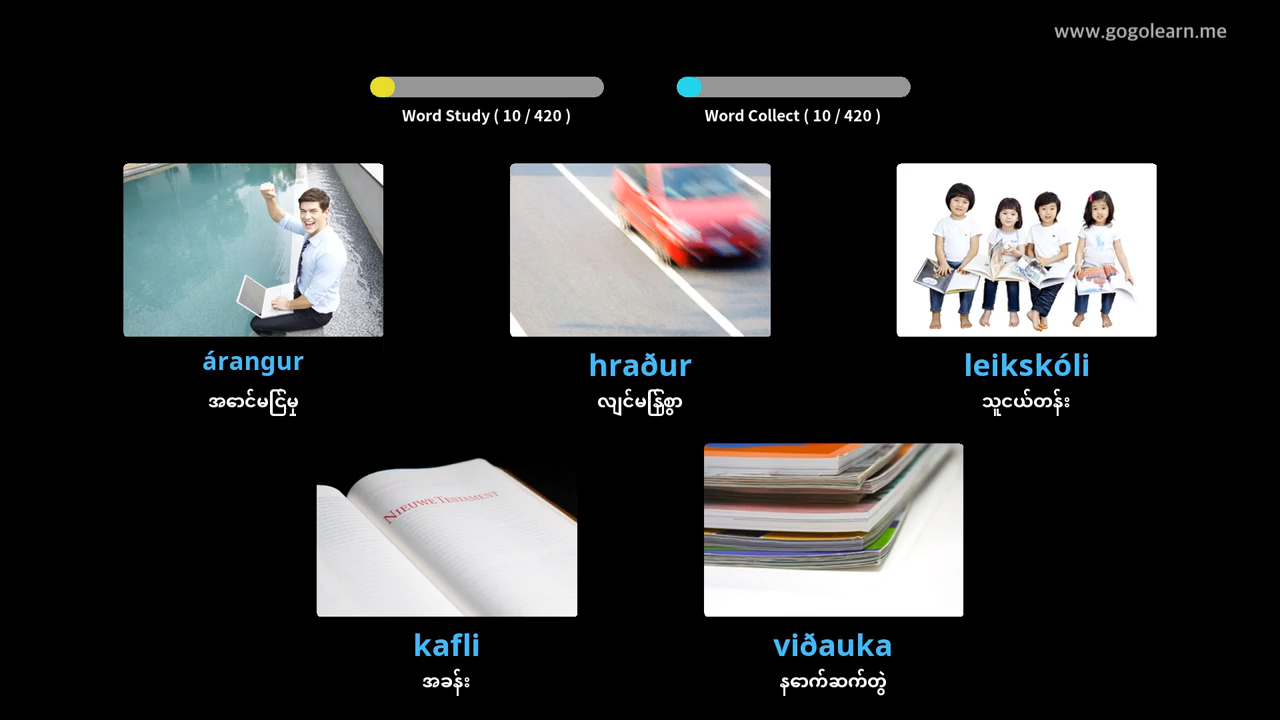 www.gogolearn.me
Word Study ( 10 / 420 )
Word Collect ( 10 / 420 )
árangur
အောင်မြင်မှု
hraður
လျင်မြန်စွာ
leikskóli
သူငယ်တန်း
NIEUWE TESTAMENT
kafli
အခန်း
viðauka
နောက်ဆက်တွဲ